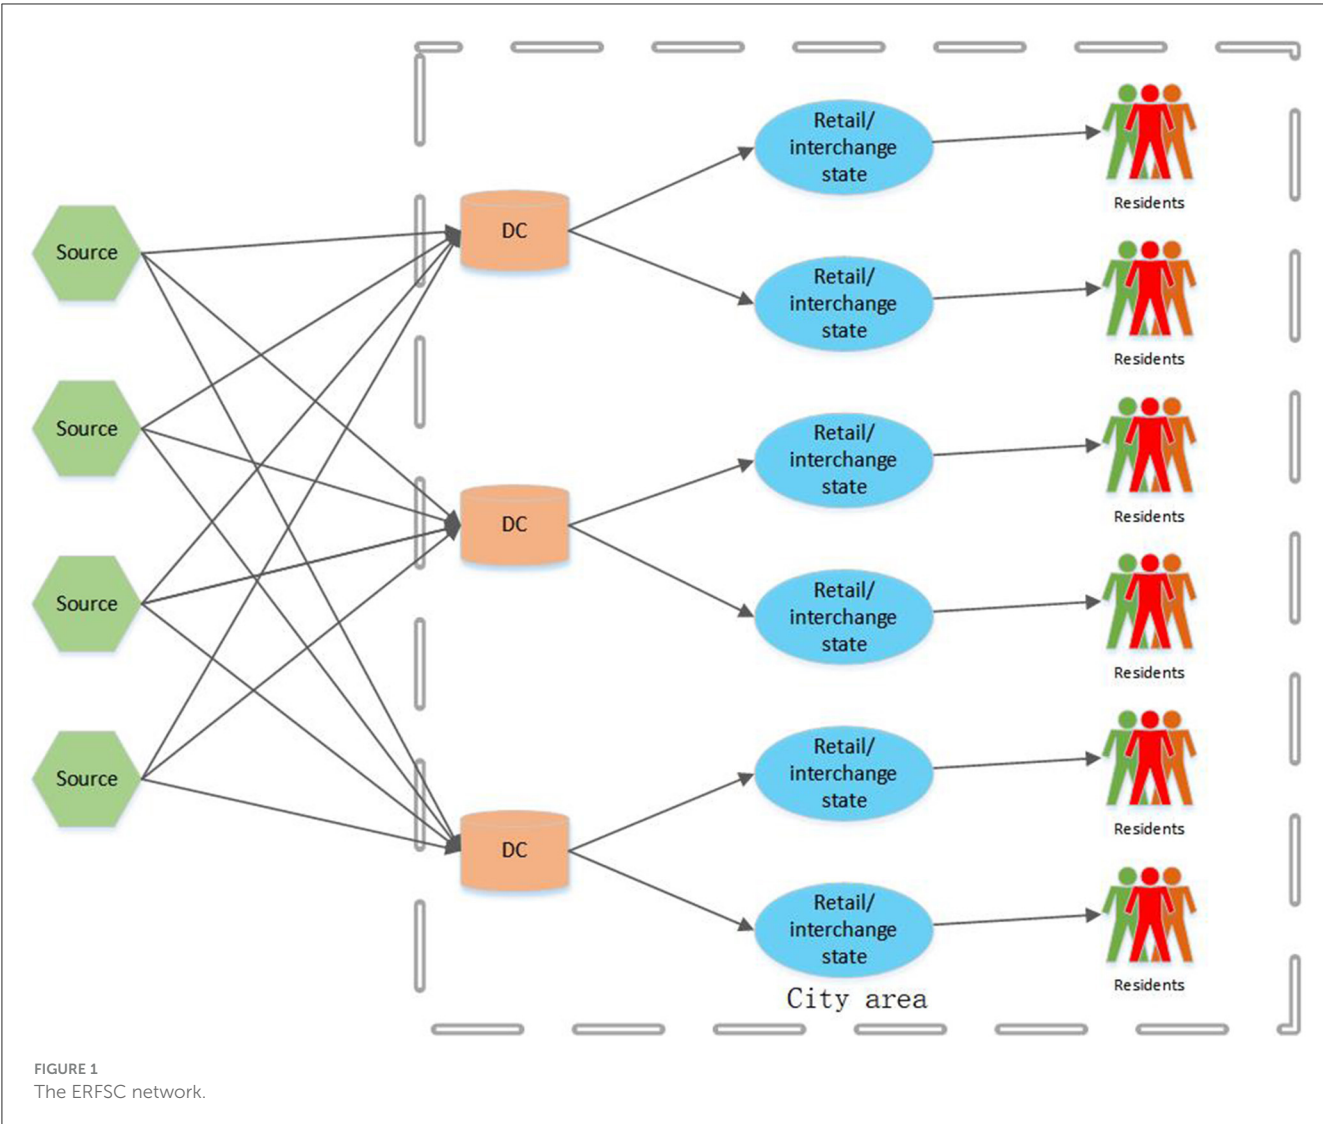 Retail/
interchange
state
Residents
Source
DC
Retail/
interchange
state
Residents
Source
Retail/
interchange
state
Residents
DC
Source
Retail/
interchange
state
Residents
Source
Retail/
interchange
state
Residents
DC
Retail/
interchange
state
Residents
City area
FIGURE 1
The ERFSC network.